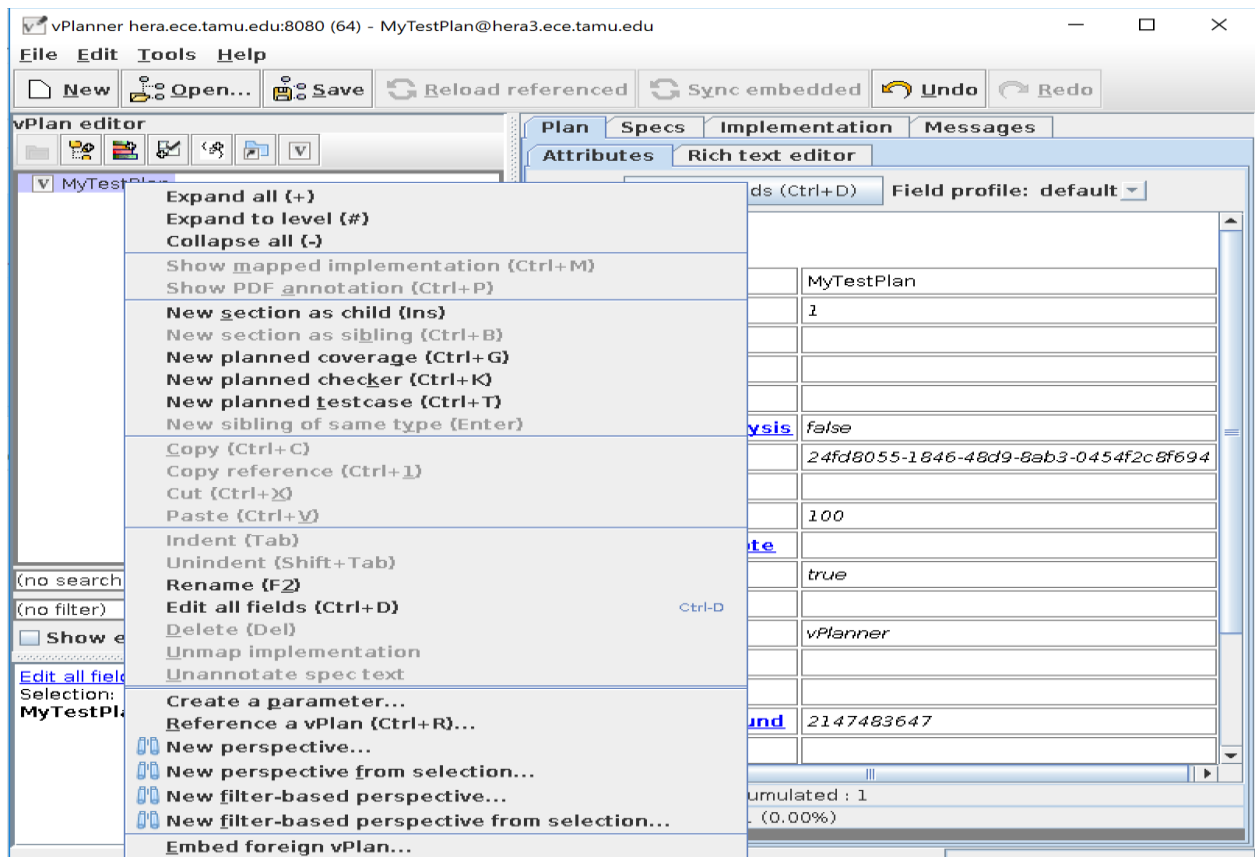 vPlanner hera.ece.tamu.edu:8080 (64) - MyTestPlan@hera3.ece.tamu.edu
File Edit Tools Help
New Open... Save Reload referenced Sync embedded Undo Redo
vPlan editor
Plan Specs Implementation Messages
Attributes Rich text editor
V MyTestPlan
ds (Ctrl+D) Field profile: default
Expand all (+)
Expand to level (#)
Collapse all (-)
Show mapped implementation (Ctrl+M)
Show PDF annotation (Ctrl+P)
New section as child (Ins)
New section as sibling (Ctrl+B)
New planned coverage (Ctrl+G)
New planned checker (Ctrl+K)
New planned testcase (Ctrl+T)
New sibling of same type (Enter)
Copy (Ctrl+C)
Copy reference (Ctrl+1)
Cut (Ctrl+X)
Paste (Ctrl+V)
Indent (Tab)
Unindent (Shift+Tab)
Rename (F2)
Edit all fields (Ctrl+D) Ctrl-D
Delete (Del)
Unmap implementation
Unannotate spec text
Create a parameter...
Reference a vPlan (Ctrl+R)...
New perspective...
New perspective from selection...
New filter-based perspective...
New filter-based perspective from selection...
Embed foreign vPlan...
MyTestPlan
1
ysis false
24fd8055-1846-48d9-8ab3-0454f2c8f694
100
te
true
vPlanner
und 2147483647
umulated : 1
. (0.00%)
(no search
(no filter)
Show e
Edit all field
Selection:
MyTestPla